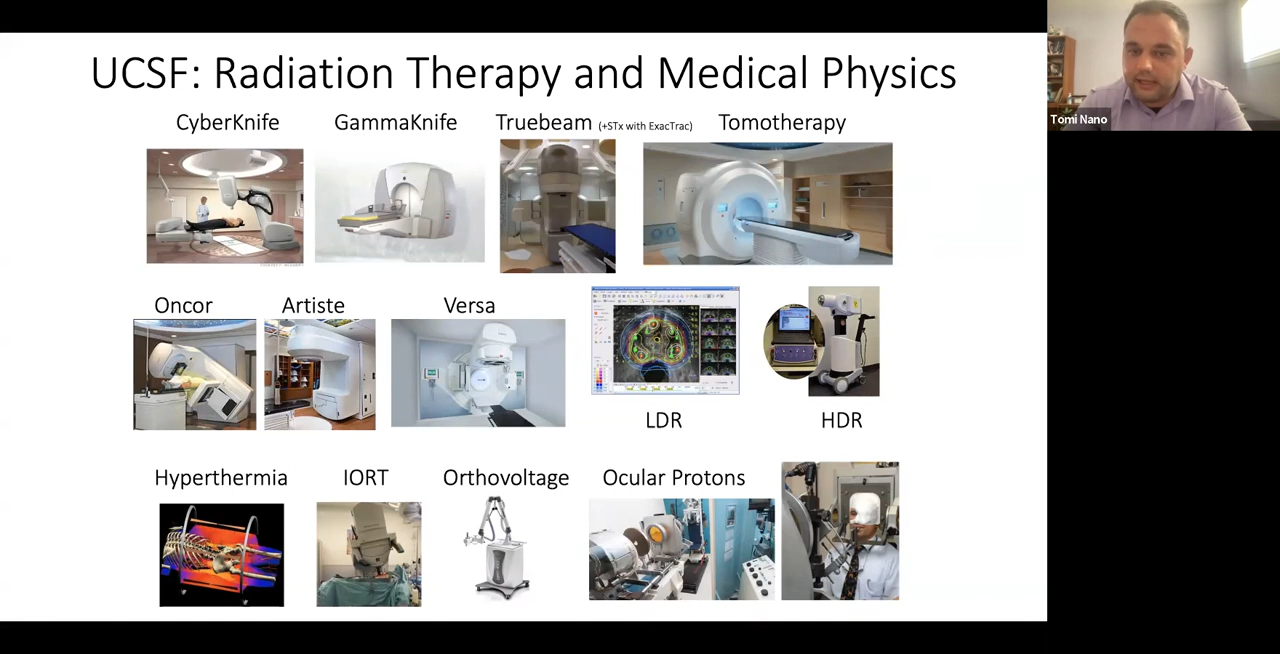 UCSF: Radiation Therapy and Medical Physics
CyberKnife
GammaKnife
Truebeam (+STx with ExacTrac)
Tomotherapy
Tomi Nano
Oncor
Artiste
Versa
LDR
HDR
Hyperthermia
IORT
Orthovoltage
Ocular Protons